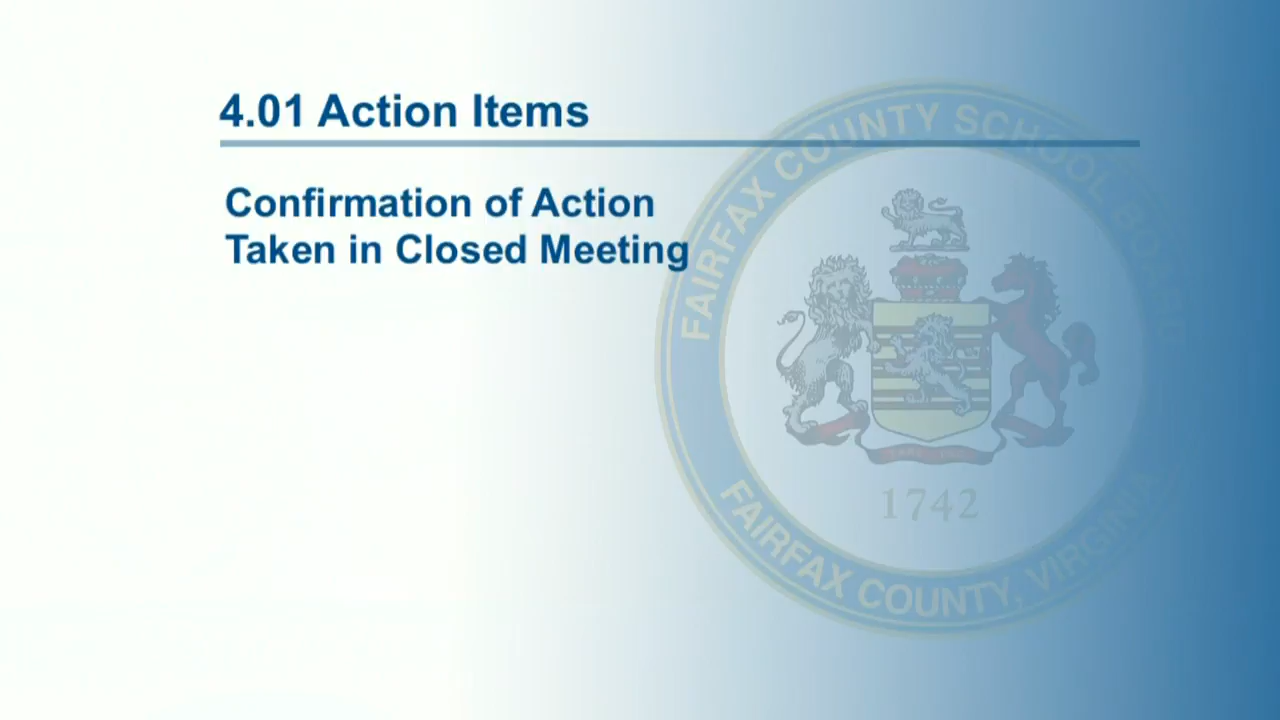 4.01 Action Items
Confirmation of Action
Taken in Closed Meeting
FAIRFAX COUNTY SCHOOL BOARD
1742
FAIRFAX COUNTY, VIRGINIA